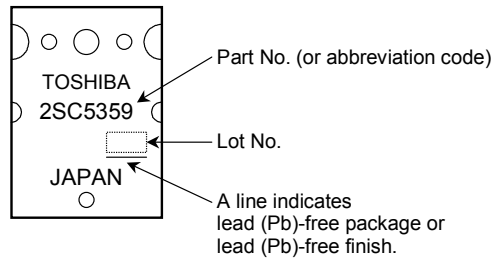 TOSHIBA
2SC5359
JAPAN
Part No. (or abbreviation code)
Lot No.
A line indicates
lead (Pb)-free package or
lead (Pb)-free finish.